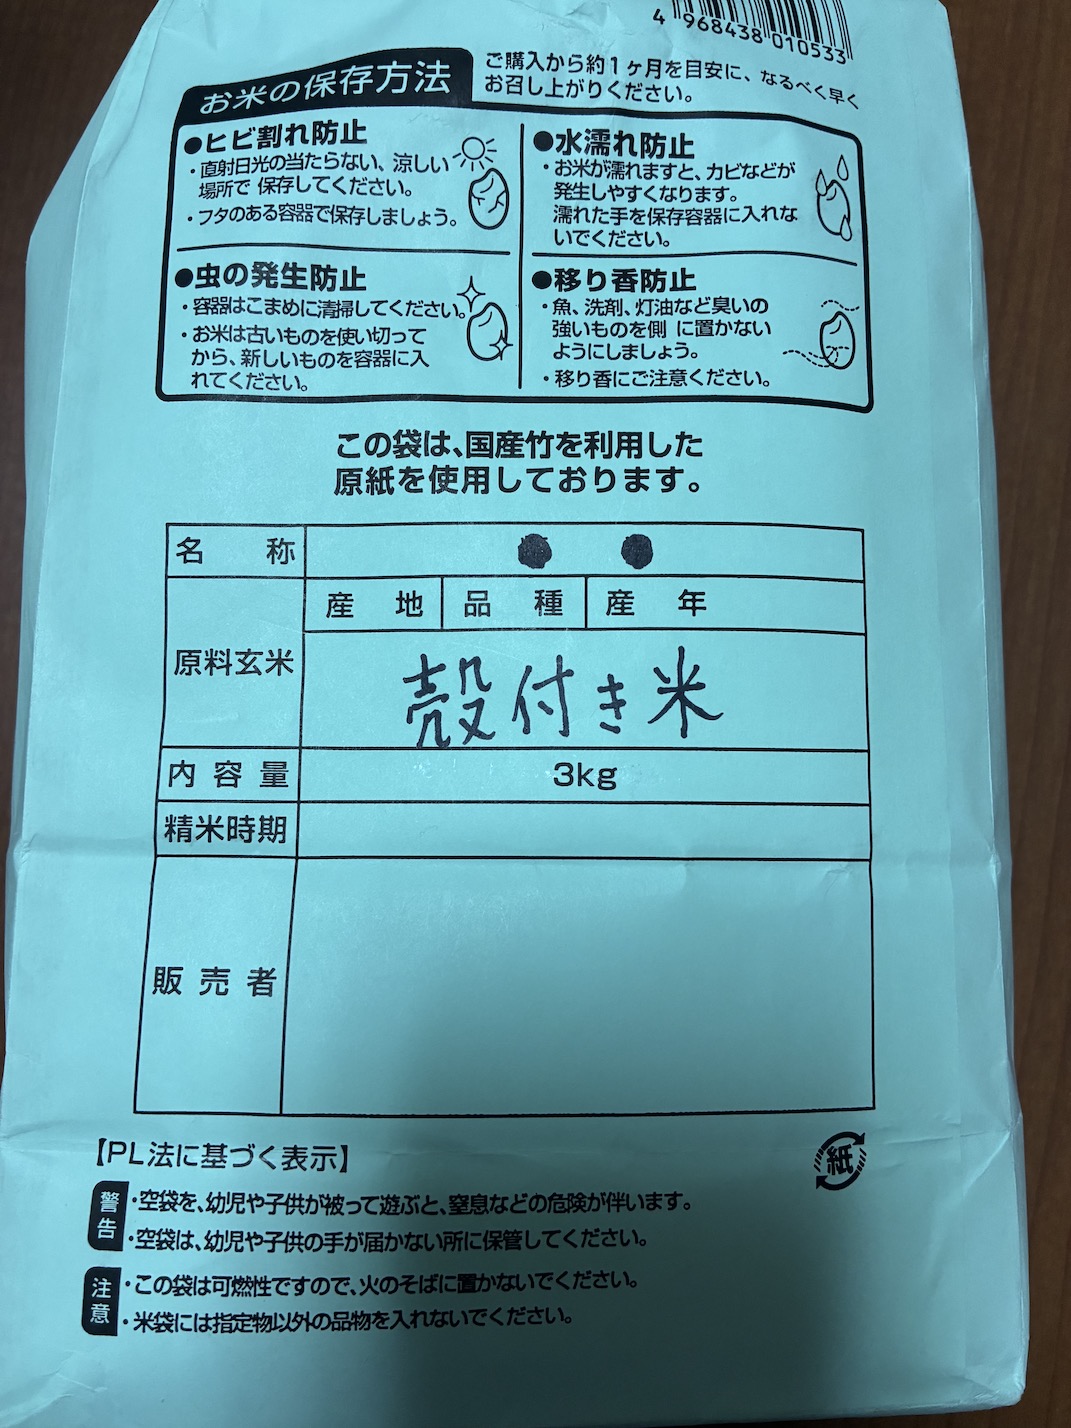 4 968438 010533
お米の保存方法
ご購入から約1ヶ月を目安に、なるべく早く
お召し上がりください。
●ヒビ割れ防止
・直射日光の当たらない、涼しい
場所で 保存してください。
・フタのある容器で保存しましょう。
●水濡れ防止
・お米が濡れますと、カビなどが
発生しやすくなります。
濡れた手を保存容器に入れな
いでください。
●虫の発生防止
・容器はこまめに清掃してください。
・お米は古いものを使い切って
から、新しいものを容器に入
れてください。
●移り香防止
・魚、洗剤、灯油など臭いの
強いものを側 に置かない
ようにしましょう。
・移り香にご注意ください。
この袋は、国産竹を利用した
原紙を使用しております。
名 称
産 地 品 種 産 年
原料玄米
殻付き米
内容量 3kg
精米時期
販売者
【PL法に基づく表示】
紙
警告
・空袋を、幼児や子供が被って遊ぶと、窒息などの危険が伴います。
・空袋は、幼児や子供の手が届かない所に保管してください。
注意
・この袋は可燃性ですので、火のそばに置かないでください。
・米袋には指定物以外の品物を入れないでください。